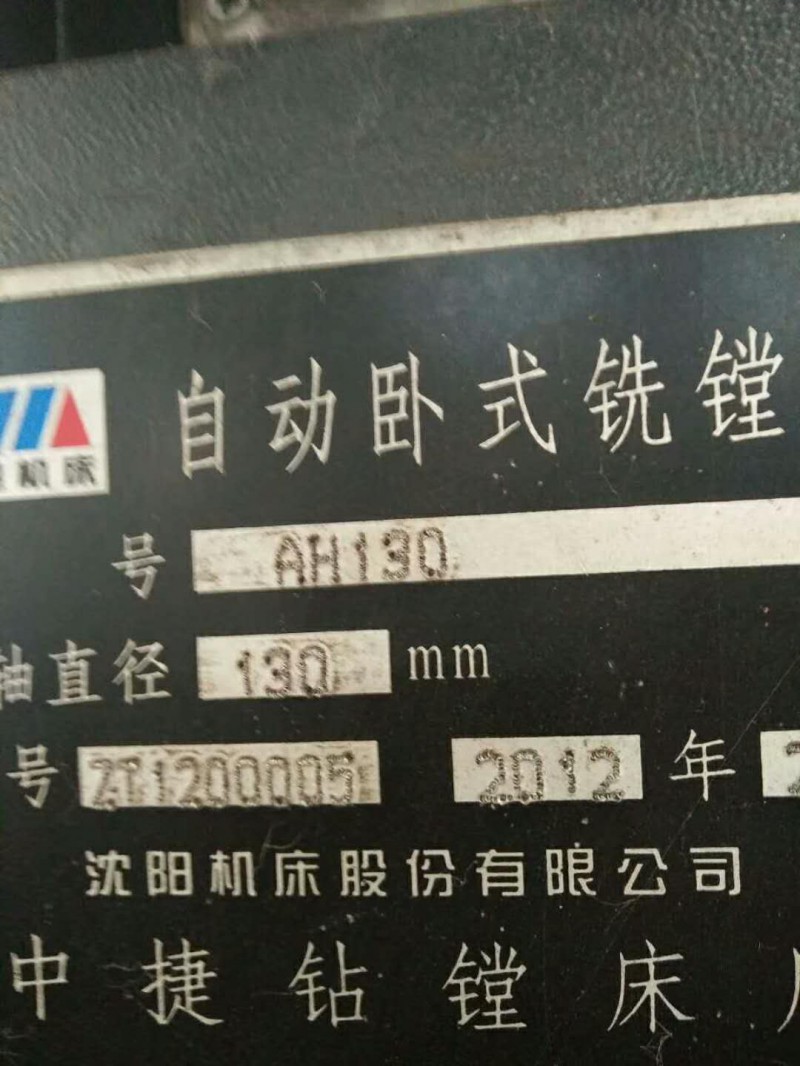 自动卧式铣镗
机床
号 AH130
轴直径 130 mm
号 ZT1200005 2012 年
沈阳机床股份有限公司
中捷钻镗床